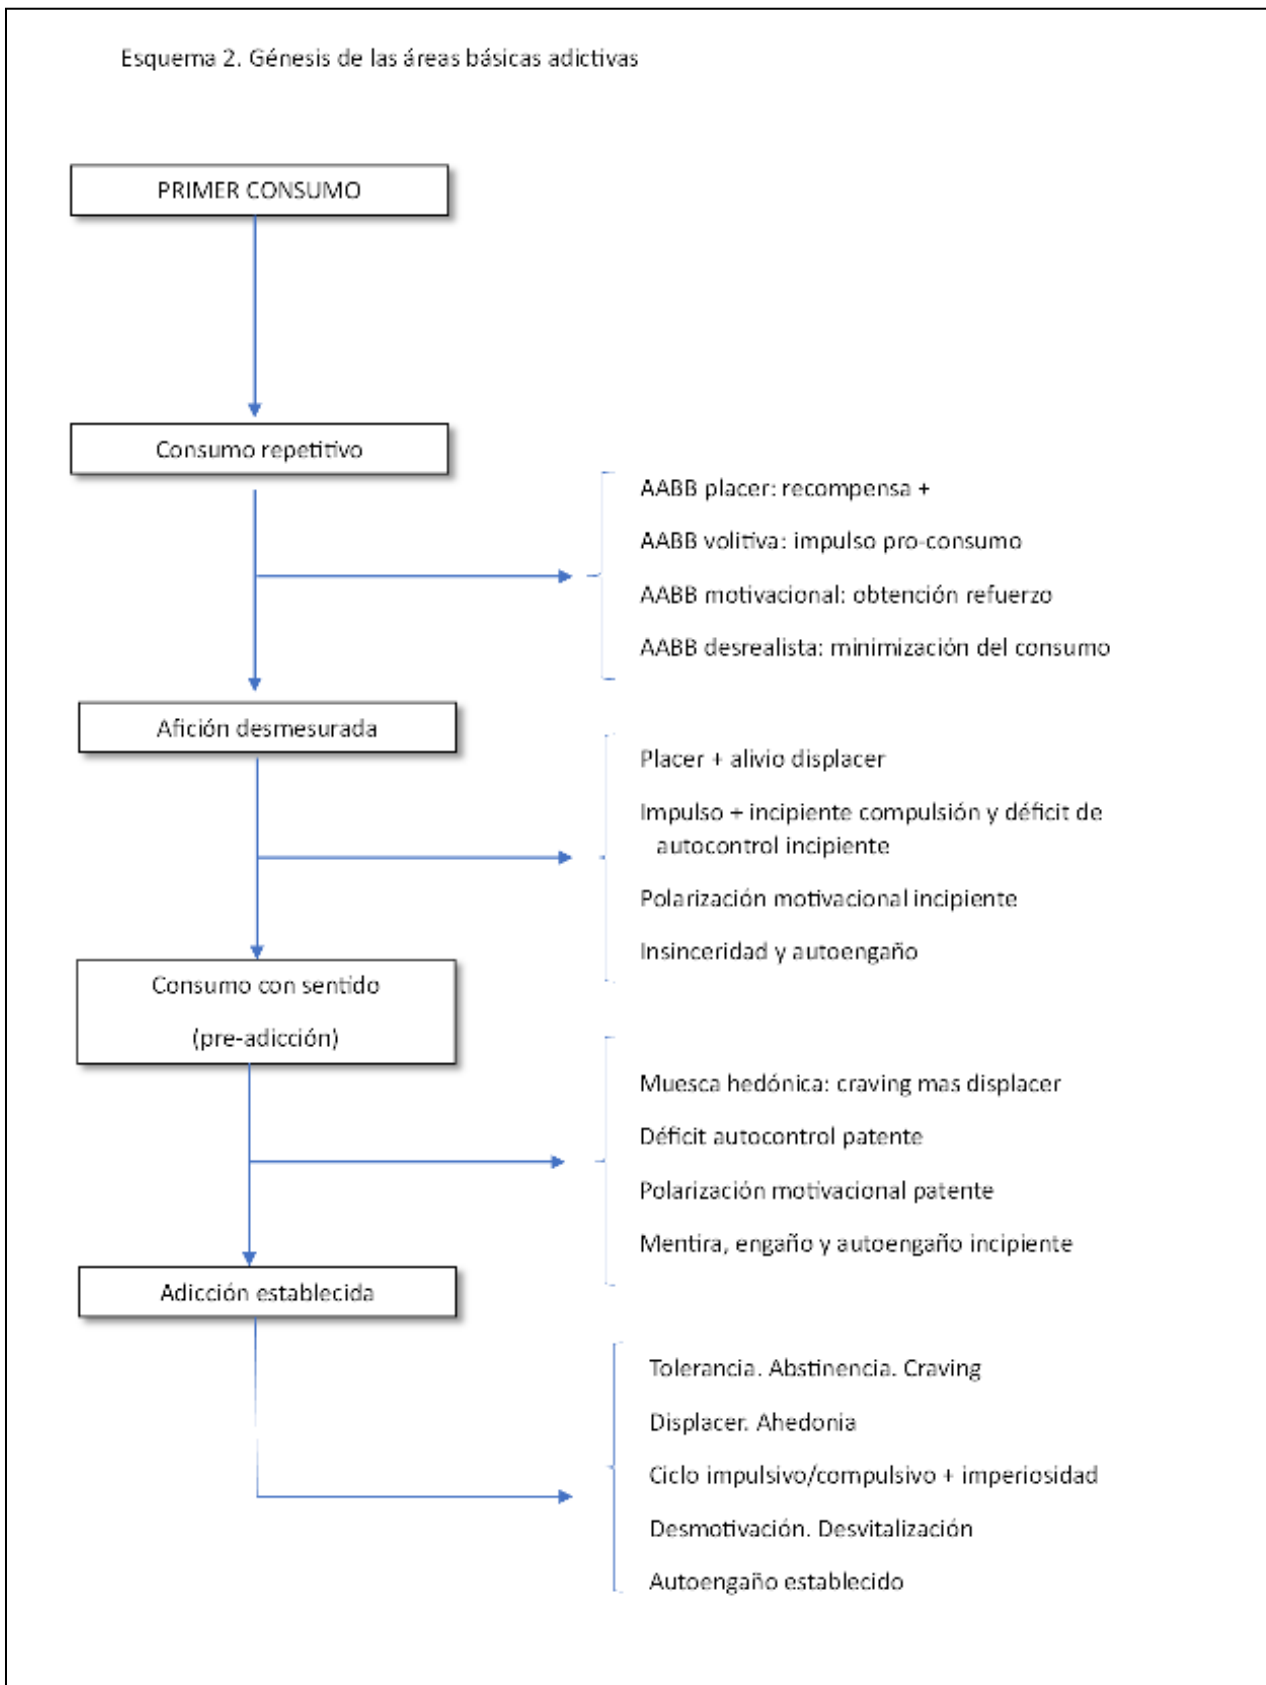 Esquema 2. Génesis de las áreas básicas adictivas
PRIMER CONSUMO
Consumo repetitivo
AABB placer: recompensa +
AABB volitiva: impulso pro-consumo
AABB motivacional: obtención refuerzo
AABB desrealista: minimización del consumo
Afición desmesurada
Placer + alivio displacer
Impulso + incipiente compulsión y déficit de
autocontrol incipiente
Polarización motivacional incipiente
Insinceridad y autoengaño
Consumo con sentido
(pre-adicción)
Muesca hedónica: craving mas displacer
Déficit autocontrol patente
Polarización motivacional patente
Mentira, engaño y autoengaño incipiente
Adicción establecida
Tolerancia. Abstinencia. Craving
Displacer. Ahedonia
Ciclo impulsivo/compulsivo + imperiosidad
Desmotivación. Desvitalización
Autoengaño establecido